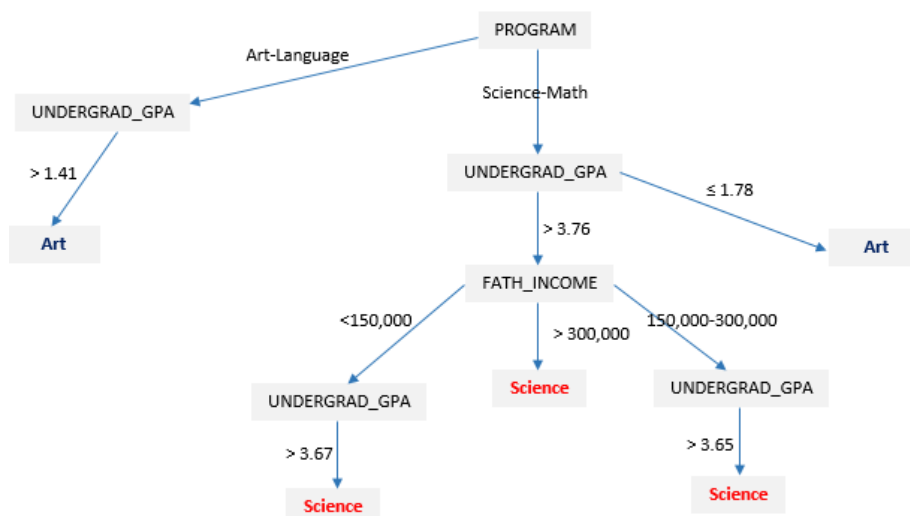 PROGRAM
Art-Language
Science-Math
UNDERGRAD_GPA
> 1.41
UNDERGRAD_GPA
≤ 1.78
Art
> 3.76
Art
FATH_INCOME
<150,000
> 300,000
150,000-300,000
UNDERGRAD_GPA
Science
UNDERGRAD_GPA
> 3.67
> 3.65
Science
Science